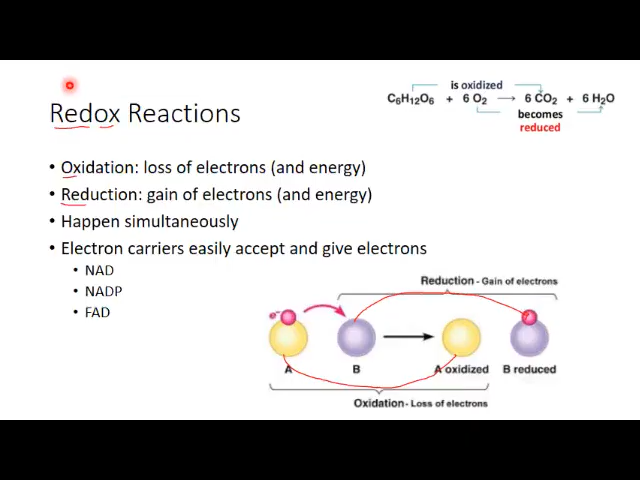 is oxidized
C₆H₁₂O₆ + 6 O₂ → 6 CO₂ + 6 H₂O
becomes
reduced
Redox Reactions
• Oxidation: loss of electrons (and energy)
• Reduction: gain of electrons (and energy)
• Happen simultaneously
• Electron carriers easily accept and give electrons
• NAD
• NADP
• FAD
Reduction - Gain of electrons
e⁻
A B A oxidized B reduced
Oxidation - Loss of electrons